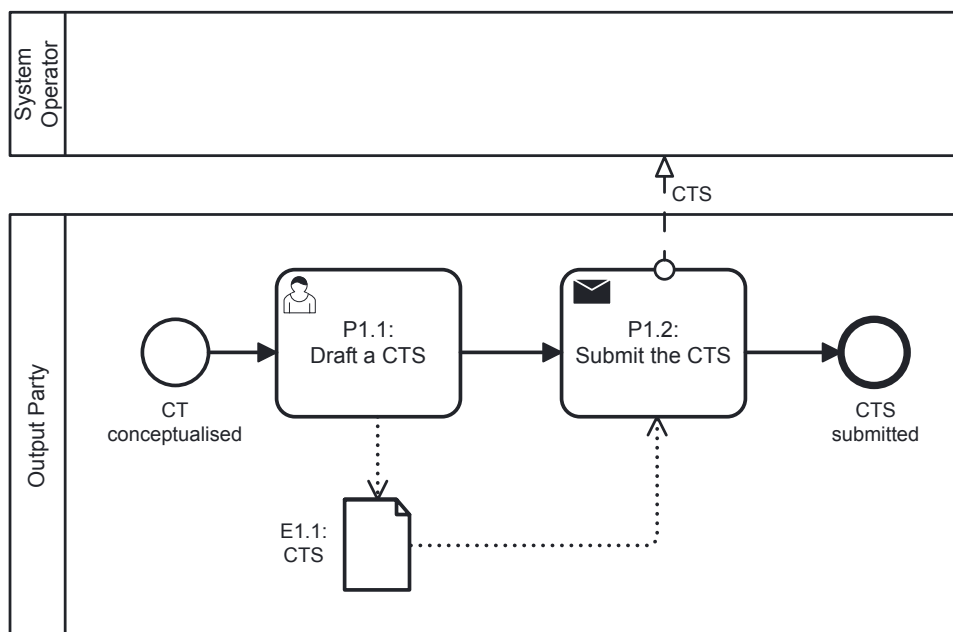 System
Operator
CTS
Output Party
P1.1:
Draft a CTS
P1.2:
Submit the CTS
CT
conceptualised
CTS
submitted
E1.1:
CTS